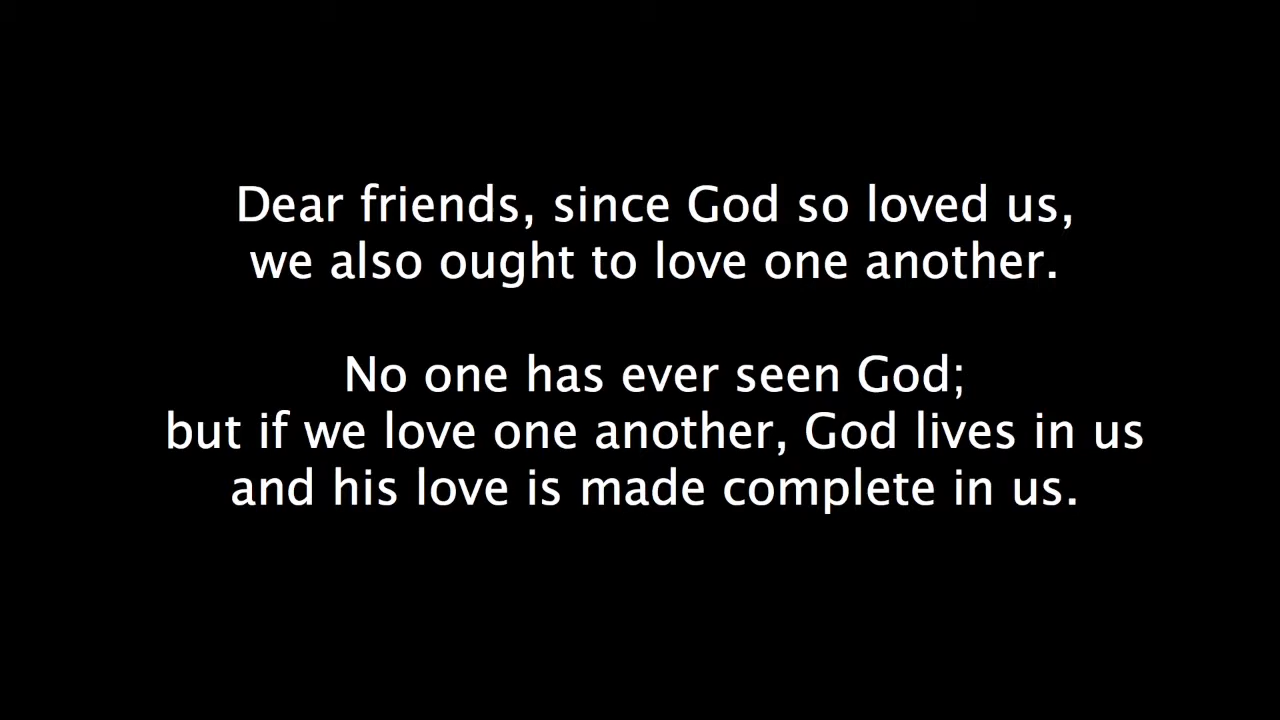 Dear friends, since God so loved us,
we also ought to love one another.
No one has ever seen God;
but if we love one another, God lives in us
and his love is made complete in us.